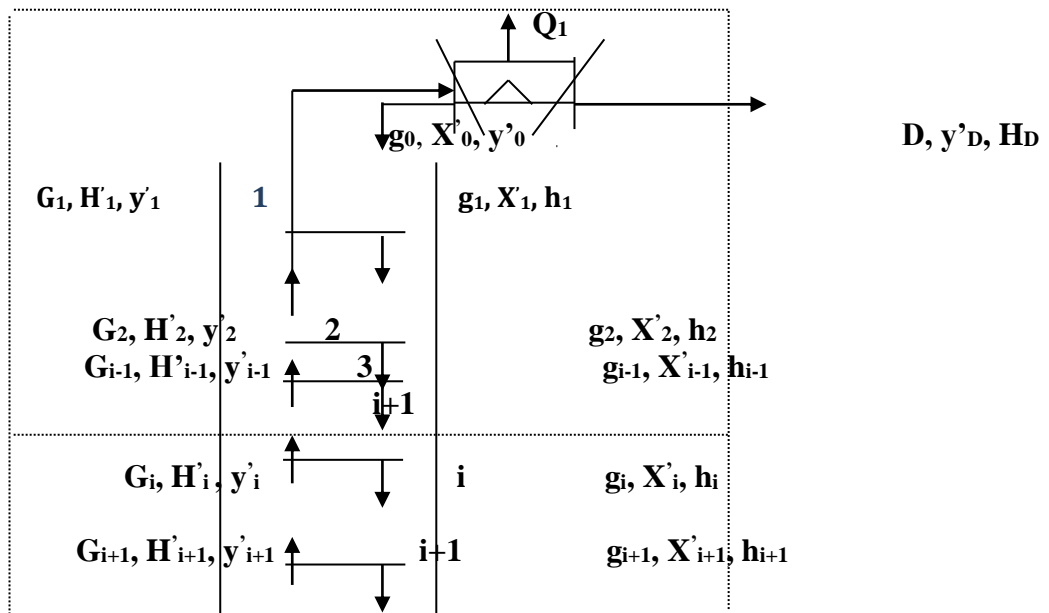 Q₁
g₀, X'₀, y'₀ D, y'D, HD
G₁, H'₁, y'₁ 1 g₁, X'₁, h₁
G₂, H'₂, y'₂ 2 g₂, X'₂, h₂
Gi-1, H'i-1, y'i-1 3 gi-1, X'i-1, hi-1
i+1
Gi, H'i, y'i i gi, X'i, hi
Gi+1, H'i+1, y'i+1 i+1 gi+1, X'i+1, hi+1